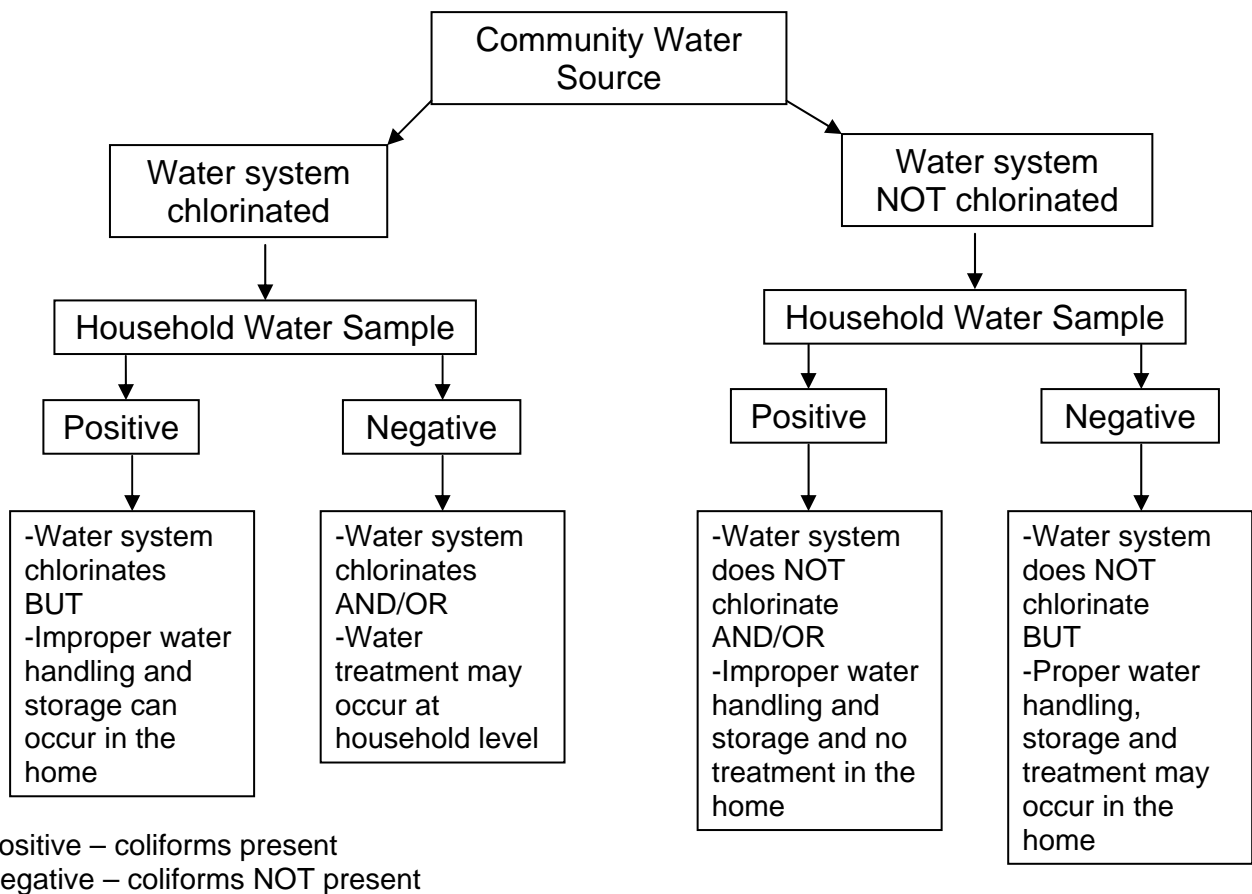 Community Water
Source
Water system
chlorinated
Water system
NOT chlorinated
Household Water Sample
Household Water Sample
Positive
Negative
Positive
Negative
-Water system
chlorinates
BUT
-Improper water
handling and
storage can
occur in the
home
-Water system
chlorinates
AND/OR
-Water
treatment may
occur at
household level
-Water system
does NOT
chlorinate
AND/OR
-Improper water
handling and
storage and no
treatment in the
home
-Water system
does NOT
chlorinate
BUT
-Proper water
handling,
storage and
treatment may
occur in the
home
ositive – coliforms present
egative – coliforms NOT present